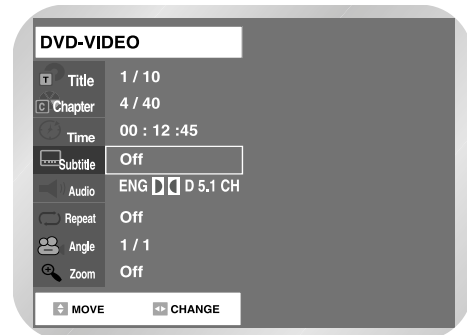 DVD-VIDEO
T Title 1 / 10
C Chapter 4 / 40
Time 00 : 12 :45
Subtitle Off
Audio ENG D 5.1 CH
Repeat Off
Angle 1 / 1
Zoom Off
MOVE CHANGE